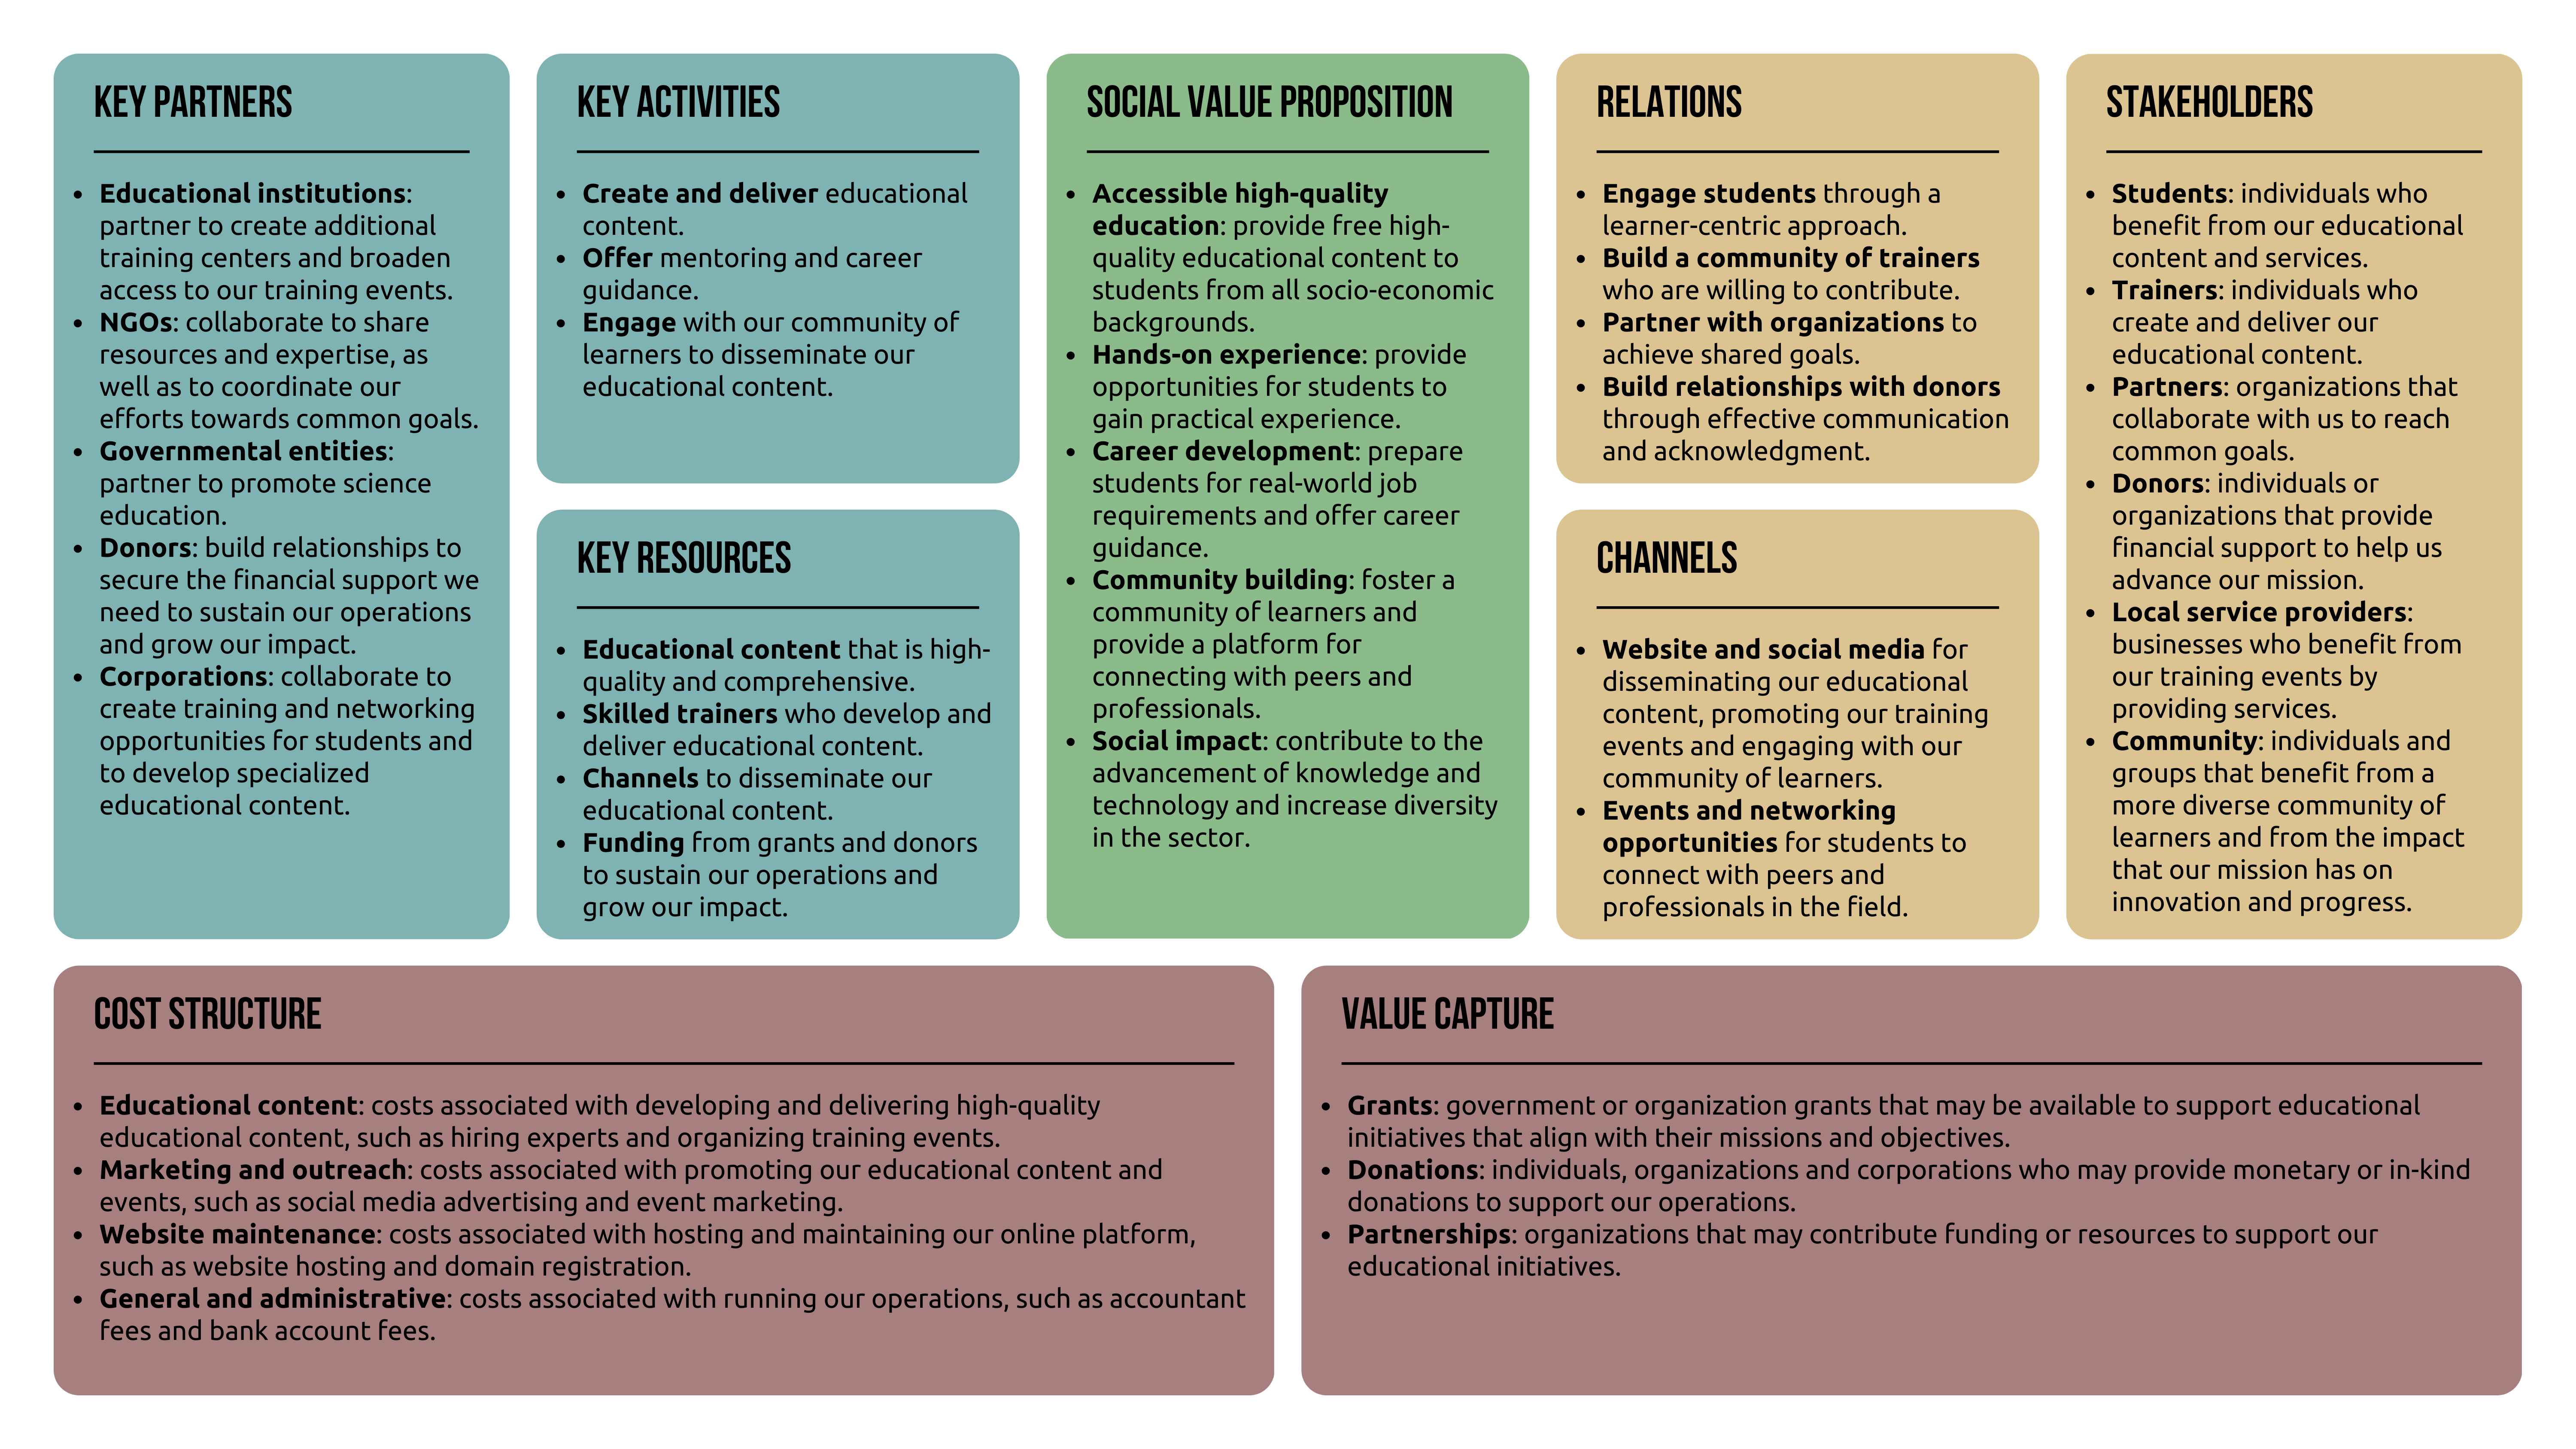 KEY PARTNERS
• Educational institutions:
partner to create additional
training centers and broaden
access to our training events.
• NGOs: collaborate to share
resources and expertise, as
well as to coordinate our
efforts towards common goals.
• Governmental entities:
partner to promote science
education.
• Donors: build relationships to
secure the financial support we
need to sustain our operations
and grow our impact.
• Corporations: collaborate to
create training and networking
opportunities for students and
to develop specialized
educational content.
KEY ACTIVITIES
• Create and deliver educational
content.
• Offer mentoring and career
guidance.
• Engage with our community of
learners to disseminate our
educational content.
KEY RESOURCES
• Educational content that is high-
quality and comprehensive.
• Skilled trainers who develop and
deliver educational content.
• Channels to disseminate our
educational content.
• Funding from grants and donors
to sustain our operations and
grow our impact.
SOCIAL VALUE PROPOSITION
• Accessible high-quality
education: provide free high-
quality educational content to
students from all socio-economic
backgrounds.
• Hands-on experience: provide
opportunities for students to
gain practical experience.
• Career development: prepare
students for real-world job
requirements and offer career
guidance.
• Community building: foster a
community of learners and
provide a platform for
connecting with peers and
professionals.
• Social impact: contribute to the
advancement of knowledge and
technology and increase diversity
in the sector.
RELATIONS
• Engage students through a
learner-centric approach.
• Build a community of trainers
who are willing to contribute.
• Partner with organizations to
achieve shared goals.
• Build relationships with donors
through effective communication
and acknowledgment.
CHANNELS
• Website and social media for
disseminating our educational
content, promoting our training
events and engaging with our
community of learners.
• Events and networking
opportunities for students to
connect with peers and
professionals in the field.
STAKEHOLDERS
• Students: individuals who
benefit from our educational
content and services.
• Trainers: individuals who
create and deliver our
educational content.
• Partners: organizations that
collaborate with us to reach
common goals.
• Donors: individuals or
organizations that provide
financial support to help us
advance our mission.
• Local service providers:
businesses who benefit from
our training events by
providing services.
• Community: individuals and
groups that benefit from a
more diverse community of
learners and from the impact
that our mission has on
innovation and progress.
COST STRUCTURE
• Educational content: costs associated with developing and delivering high-quality
educational content, such as hiring experts and organizing training events.
• Marketing and outreach: costs associated with promoting our educational content and
events, such as social media advertising and event marketing.
• Website maintenance: costs associated with hosting and maintaining our online platform,
such as website hosting and domain registration.
• General and administrative: costs associated with running our operations, such as accountant
fees and bank account fees.
VALUE CAPTURE
• Grants: government or organization grants that may be available to support educational
initiatives that align with their missions and objectives.
• Donations: individuals, organizations and corporations who may provide monetary or in-kind
donations to support our operations.
• Partnerships: organizations that may contribute funding or resources to support our
educational initiatives.